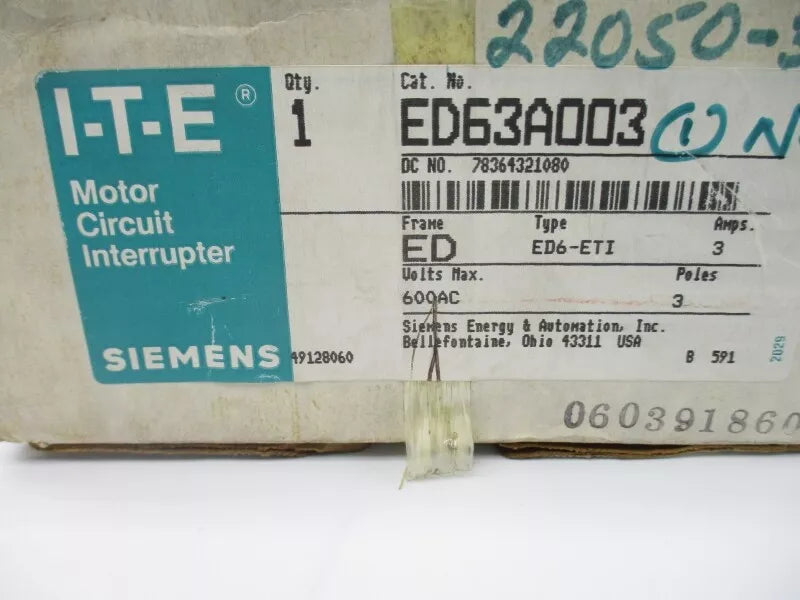 22050-3
I-T-E ®
Motor
Circuit
Interrupter
SIEMENS
Qty.
1
Cat. No.
ED63A003 (1) N
DC NO. 78364321080
Frame Type Amps.
ED ED6-ETI 3
Volts Max. Poles
600AC 3
Siemens Energy & Automation, Inc.
Bellefontaine, Ohio 43311 USA
49128060 B 591
2029
060391860